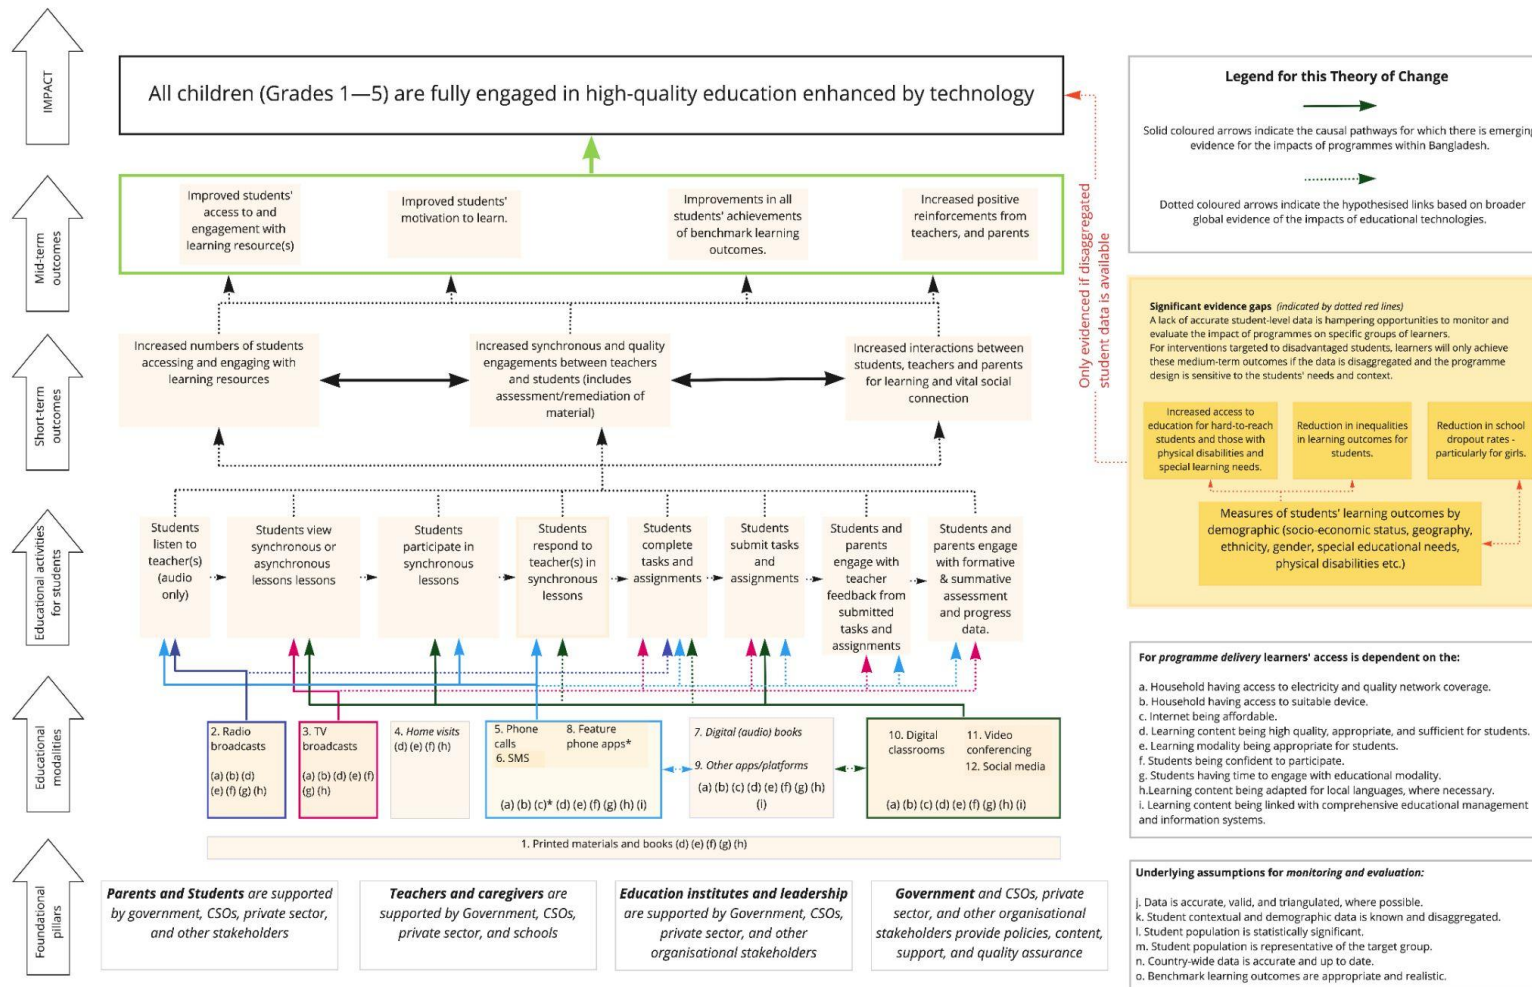 IMPACT
All children (Grades 1—5) are fully engaged in high-quality education enhanced by technology
Mid-term
outcomes
Improved students'
access to and
engagement with
learning resource(s)
Improved students'
motivation to learn.
Improvements in all
students' achievements
of benchmark learning
outcomes.
Increased positive
reinforcements from
teachers, and parents
Only evidenced if disaggregated
student data is available
Short-term
outcomes
Increased numbers of students
accessing and engaging with
learning resources
Increased synchronous and quality
engagements between teachers
and students (includes
assessment/remediation of
material)
Increased interactions between
students, teachers and parents
for learning and vital social
connection
Educational activities
for students
Students
listen to
teacher(s)
(audio
only)
Students view
synchronous or
asynchronous
lessons lessons
Students
participate in
synchronous
lessons
Students
respond to
teacher(s) in
synchronous
lessons
Students
complete
tasks and
assignments
Students
submit tasks
and
assignments
Students and
parents
engage with
teacher
feedback from
submitted
tasks and
assignments
Students and
parents engage
with formative
& summative
assessment
and progress
data.
Educational
modalities
2. Radio
broadcasts
(a) (b) (d)
(e) (f) (g) (h)
3. TV
broadcasts
(a) (b) (d) (e) (f)
(g) (h)
4. Home visits
(d) (e) (f) (h)
5. Phone
calls
6. SMS
8. Feature
phone apps*
(a) (b) (c)* (d) (e) (f) (g) (h) (i)
7. Digital (audio) books
9. Other apps/platforms
(a) (b) (c) (d) (e) (f) (g) (h)
(i)
10. Digital
classrooms
11. Video
conferencing
12. Social media
(a) (b) (c) (d) (e) (f) (g) (h) (i)
1. Printed materials and books (d) (e) (f) (g) (h)
Foundational
pillars
Parents and Students are supported
by government, CSOs, private sector,
and other stakeholders
Teachers and caregivers are
supported by Government, CSOs,
private sector, and schools
Education institutes and leadership
are supported by Government, CSOs,
private sector, and other
organisational stakeholders
Government and CSOs, private
sector, and other organisational
stakeholders provide policies, content,
support, and quality assurance
Legend for this Theory of Change
Solid coloured arrows indicate the causal pathways for which there is emerging
evidence for the impacts of programmes within Bangladesh.
Dotted coloured arrows indicate the hypothesised links based on broader
global evidence of the impacts of educational technologies.
Significant evidence gaps (indicated by dotted red lines)
A lack of accurate student-level data is hampering opportunities to monitor and
evaluate the impact of programmes on specific groups of learners.
For interventions targeted to disadvantaged students, learners will only achieve
these medium-term outcomes if the data is disaggregated and the programme
design is sensitive to the students' needs and context.
Increased access to
education for hard-to-reach
students and those with
physical disabilities and
special learning needs.
Reduction in inequalities
in learning outcomes for
students.
Reduction in school
dropout rates -
particularly for girls.
Measures of students' learning outcomes by
demographic (socio-economic status, geography,
ethnicity, gender, special educational needs,
physical disabilities etc.)
For programme delivery learners' access is dependent on the:
a. Household having access to electricity and quality network coverage.
b. Household having access to suitable device.
c. Internet being affordable.
d. Learning content being high quality, appropriate, and sufficient for students.
e. Learning modality being appropriate for students.
f. Students being confident to participate.
g. Students having time to engage with educational modality.
h.Learning content being adapted for local languages, where necessary.
i. Learning content being linked with comprehensive educational management
and information systems.
Underlying assumptions for monitoring and evaluation:
j. Data is accurate, valid, and triangulated, where possible.
k. Student contextual and demographic data is known and disaggregated.
l. Student population is statistically significant.
m. Student population is representative of the target group.
n. Country-wide data is accurate and up to date.
o. Benchmark learning outcomes are appropriate and realistic.